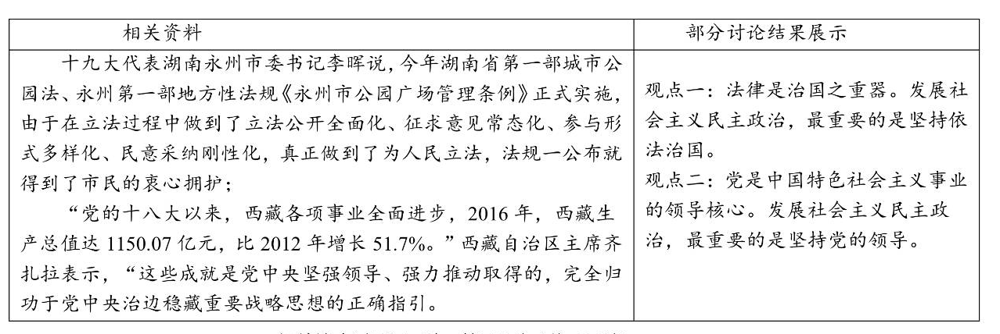 相关资料
部分讨论结果展示
十九大代表湖南永州市委书记李晖说，今年湖南省第一部城市公
园法、永州第一部地方性法规《永州市公园广场管理条例》正式实施，
由于在立法过程中做到了立法公开全面化、征求意见常态化、参与形
式多样化、民意采纳刚性化，真正做到了为人民立法，法规一公布就
得到了市民的衷心拥护；
“党的十八大以来，西藏各项事业全面进步，2016 年，西藏生
产总值达 1150.07 亿元，比 2012 年增长 51.7%。”西藏自治区主席齐
扎拉表示，“这些成就是党中央坚强领导、强力推动取得的，完全归
功于党中央治边稳藏重要战略思想的正确指引。
观点一：法律是治国之重器。发展社
会主义民主政治，最重要的是坚持依
法治国。
观点二：党是中国特色社会主义事业
的领导核心。发展社会主义民主政
治，最重要的是坚持党的领导。